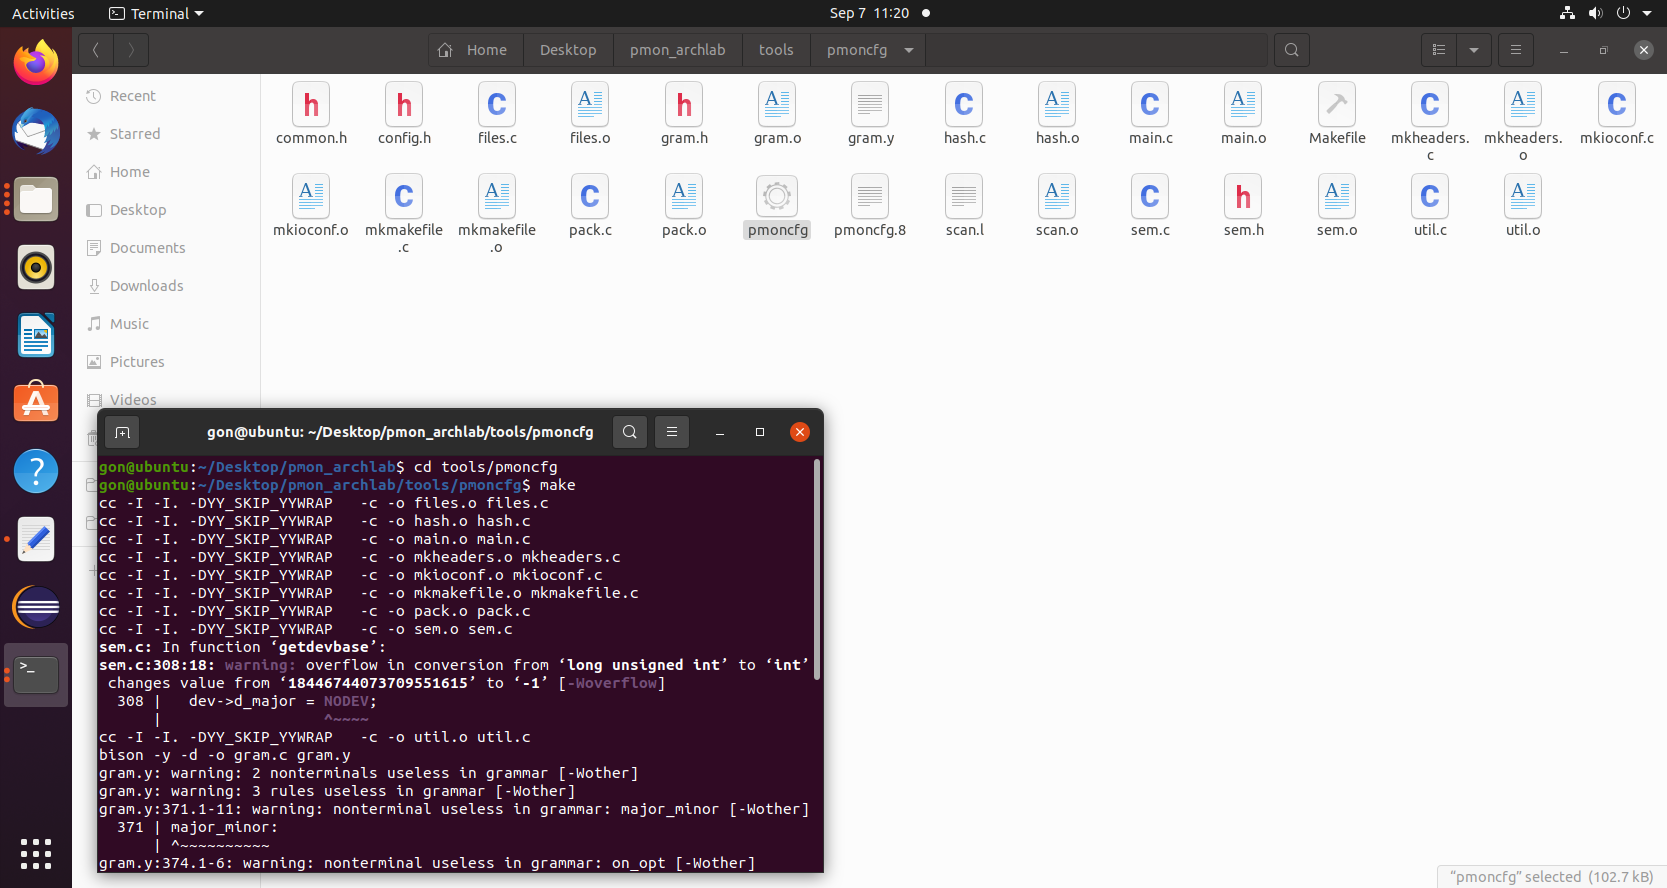 Activities
Terminal
Sep 7 11:20
Home
Desktop
pmon_archlab
tools
pmoncfg
Recent
Starred
Home
Desktop
Documents
Downloads
Music
Pictures
Videos
common.h
config.h
files.c
files.o
gram.h
gram.o
gram.y
hash.c
hash.o
main.c
main.o
Makefile
mkheaders.
c
mkheaders.
o
mkioconf.c
mkioconf.o
mkmakefile
.c
mkmakefile
.o
pack.c
pack.o
pmoncfg
pmoncfg.8
scan.l
scan.o
sem.c
sem.h
sem.o
util.c
util.o
gon@ubuntu: ~/Desktop/pmon_archlab/tools/pmoncfg
gon@ubuntu:~/Desktop/pmon_archlab$ cd tools/pmoncfg
gon@ubuntu:~/Desktop/pmon_archlab/tools/pmoncfg$ make
cc -I -I. -DYY_SKIP_YYWRAP   -c -o files.o files.c
cc -I -I. -DYY_SKIP_YYWRAP   -c -o hash.o hash.c
cc -I -I. -DYY_SKIP_YYWRAP   -c -o main.o main.c
cc -I -I. -DYY_SKIP_YYWRAP   -c -o mkheaders.o mkheaders.c
cc -I -I. -DYY_SKIP_YYWRAP   -c -o mkioconf.o mkioconf.c
cc -I -I. -DYY_SKIP_YYWRAP   -c -o mkmakefile.o mkmakefile.c
cc -I -I. -DYY_SKIP_YYWRAP   -c -o pack.o pack.c
cc -I -I. -DYY_SKIP_YYWRAP   -c -o sem.o sem.c
sem.c: In function ‘getdevbase’:
sem.c:308:18: warning: overflow in conversion from ‘long unsigned int’ to ‘int’
 changes value from ‘18446744073709551615’ to ‘-1’ [-Woverflow]
  308 |   dev->d_major = NODEV;
      |                  ^~~~~
cc -I -I. -DYY_SKIP_YYWRAP   -c -o util.o util.c
bison -y -d -o gram.c gram.y
gram.y: warning: 2 nonterminals useless in grammar [-Wother]
gram.y: warning: 3 rules useless in grammar [-Wother]
gram.y:371.1-11: warning: nonterminal useless in grammar: major_minor [-Wother]
  371 | major_minor:
      | ^~~~~~~~~~~
gram.y:374.1-6: warning: nonterminal useless in grammar: on_opt [-Wother]
“pmoncfg” selected (102.7 kB)